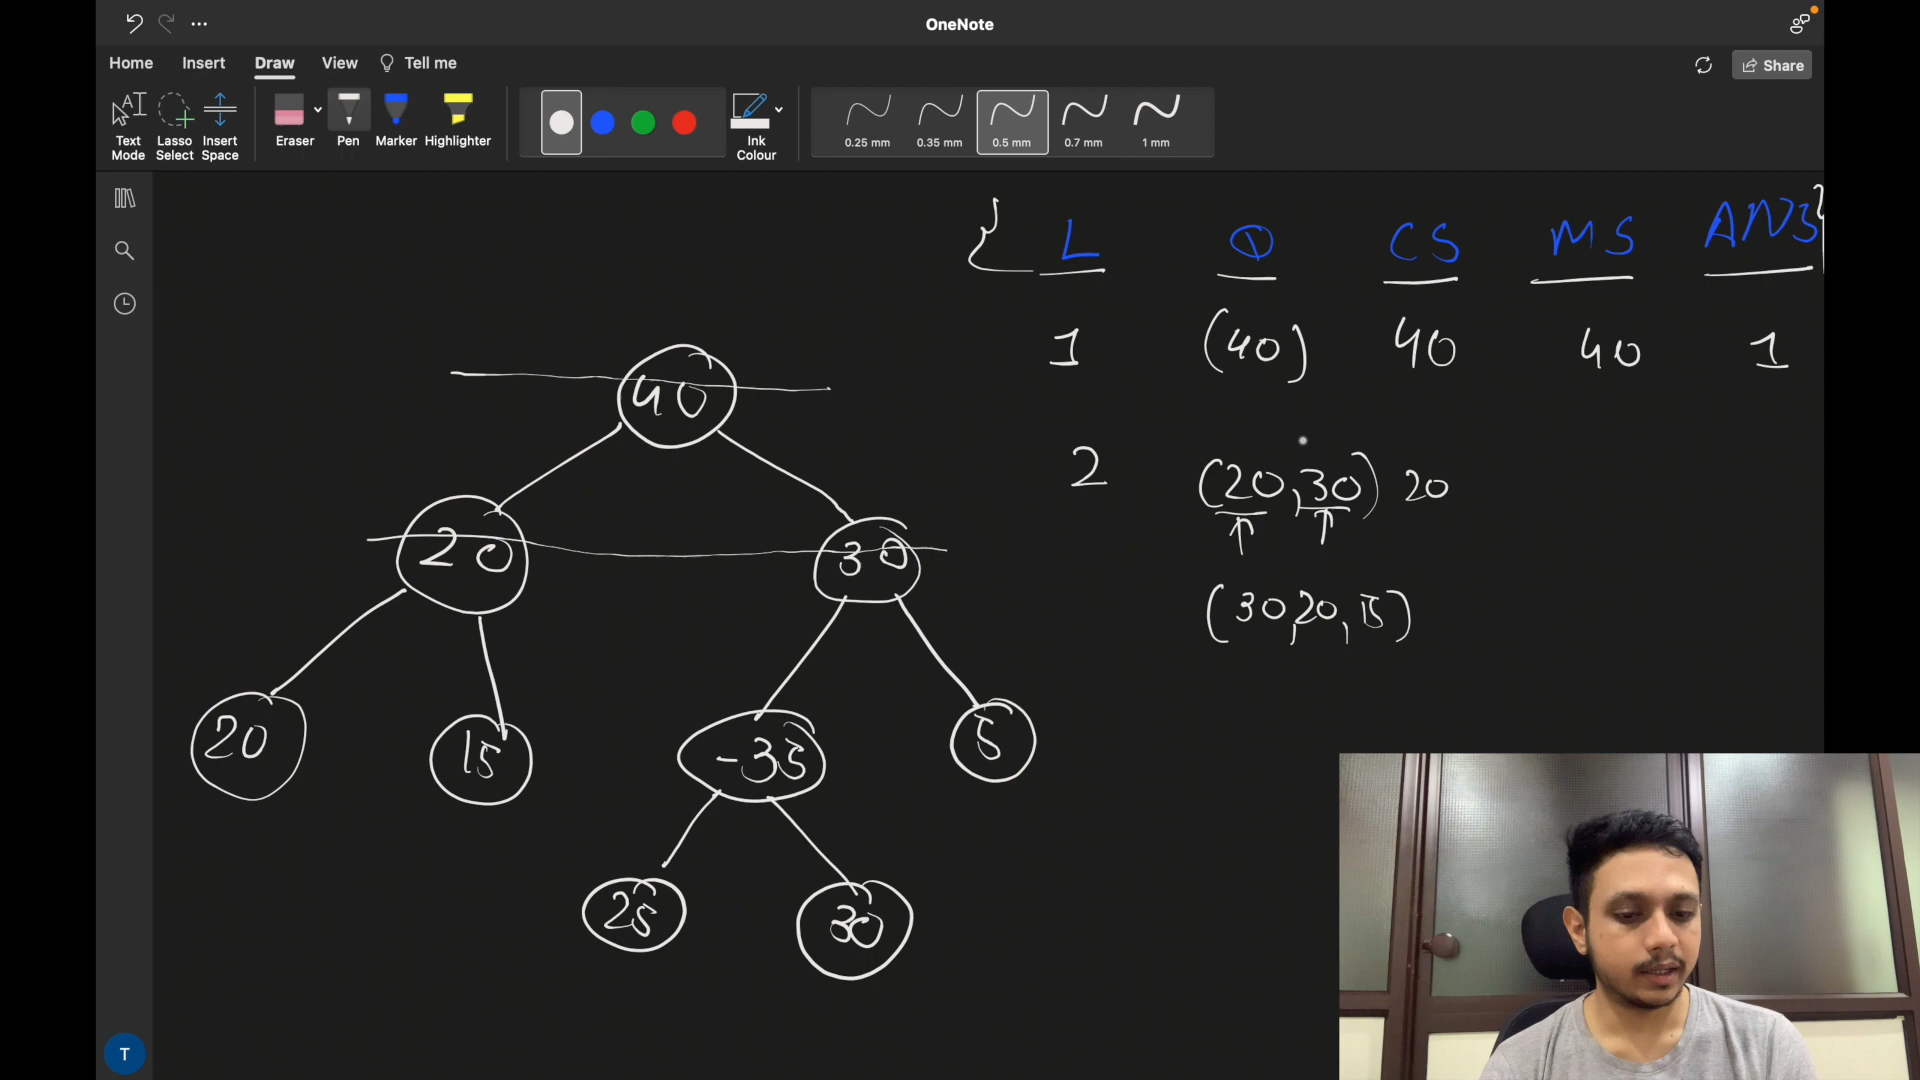 OneNote
Home Insert Draw View Tell me
Share
Text Mode
Lasso Select
Insert Space
Eraser
Pen
Marker
Highlighter
Ink Colour
0.25 mm
0.35 mm
0.5 mm
0.7 mm
1 mm
L Q CS MS ANS
1 (40) 40 40 1
2 (20,30) 20
(30,20,15)
40
20 30
20 15 -35 5
25 30
T